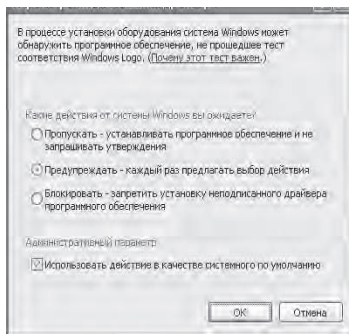 В процессе установки оборудования система Windows может
обнаружить программное обеспечение, не прошедшее тест
соответствия Windows Logo. (Почему этот тест важен.)
Какие действия от системы Windows вы ожидаете?
Пропускать - устанавливать программное обеспечение и не
запрашивать утверждения
Предупреждать - каждый раз предлагать выбор действия
Блокировать - запретить установку неподписанного драйвера
программного обеспечения
Административный параметр
Использовать действие в качестве системного по умолчанию
ОК
Отмена